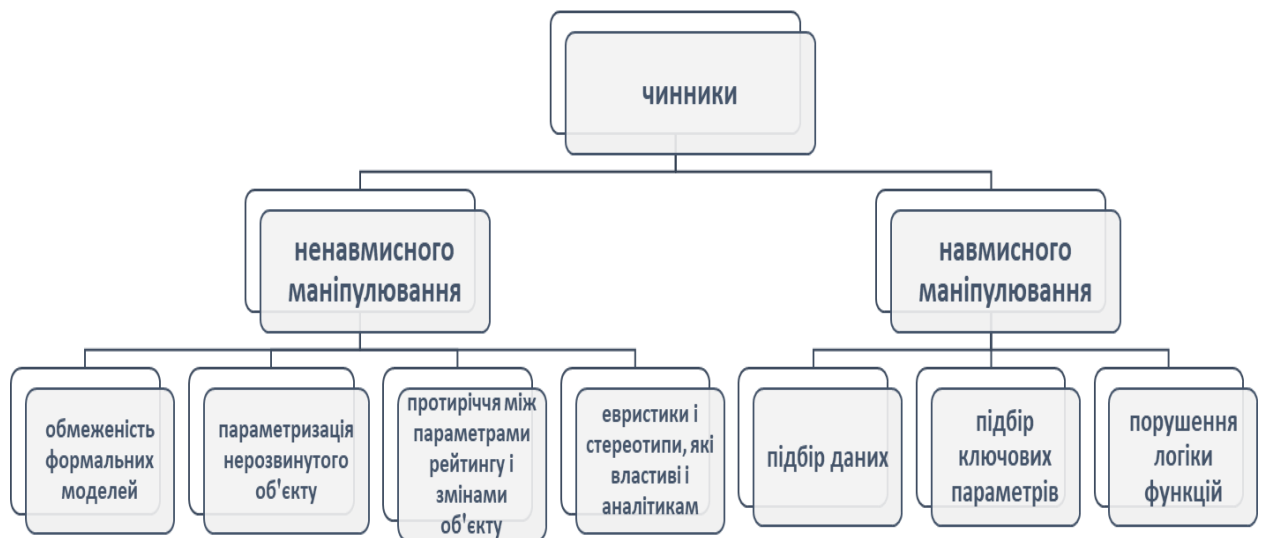 чинники
ненавмисного
маніпулювання
навмисного
маніпулювання
обмеженість
формальних
моделей
параметризація
нерозвинутого
об'єкту
протиріччя між
параметрами
рейтингу і
змінами
об'єкту
евристики і
стереотипи, які
властиві і
аналітикам
підбір даних
підбір
ключових
параметрів
порушення
логіки
функцій